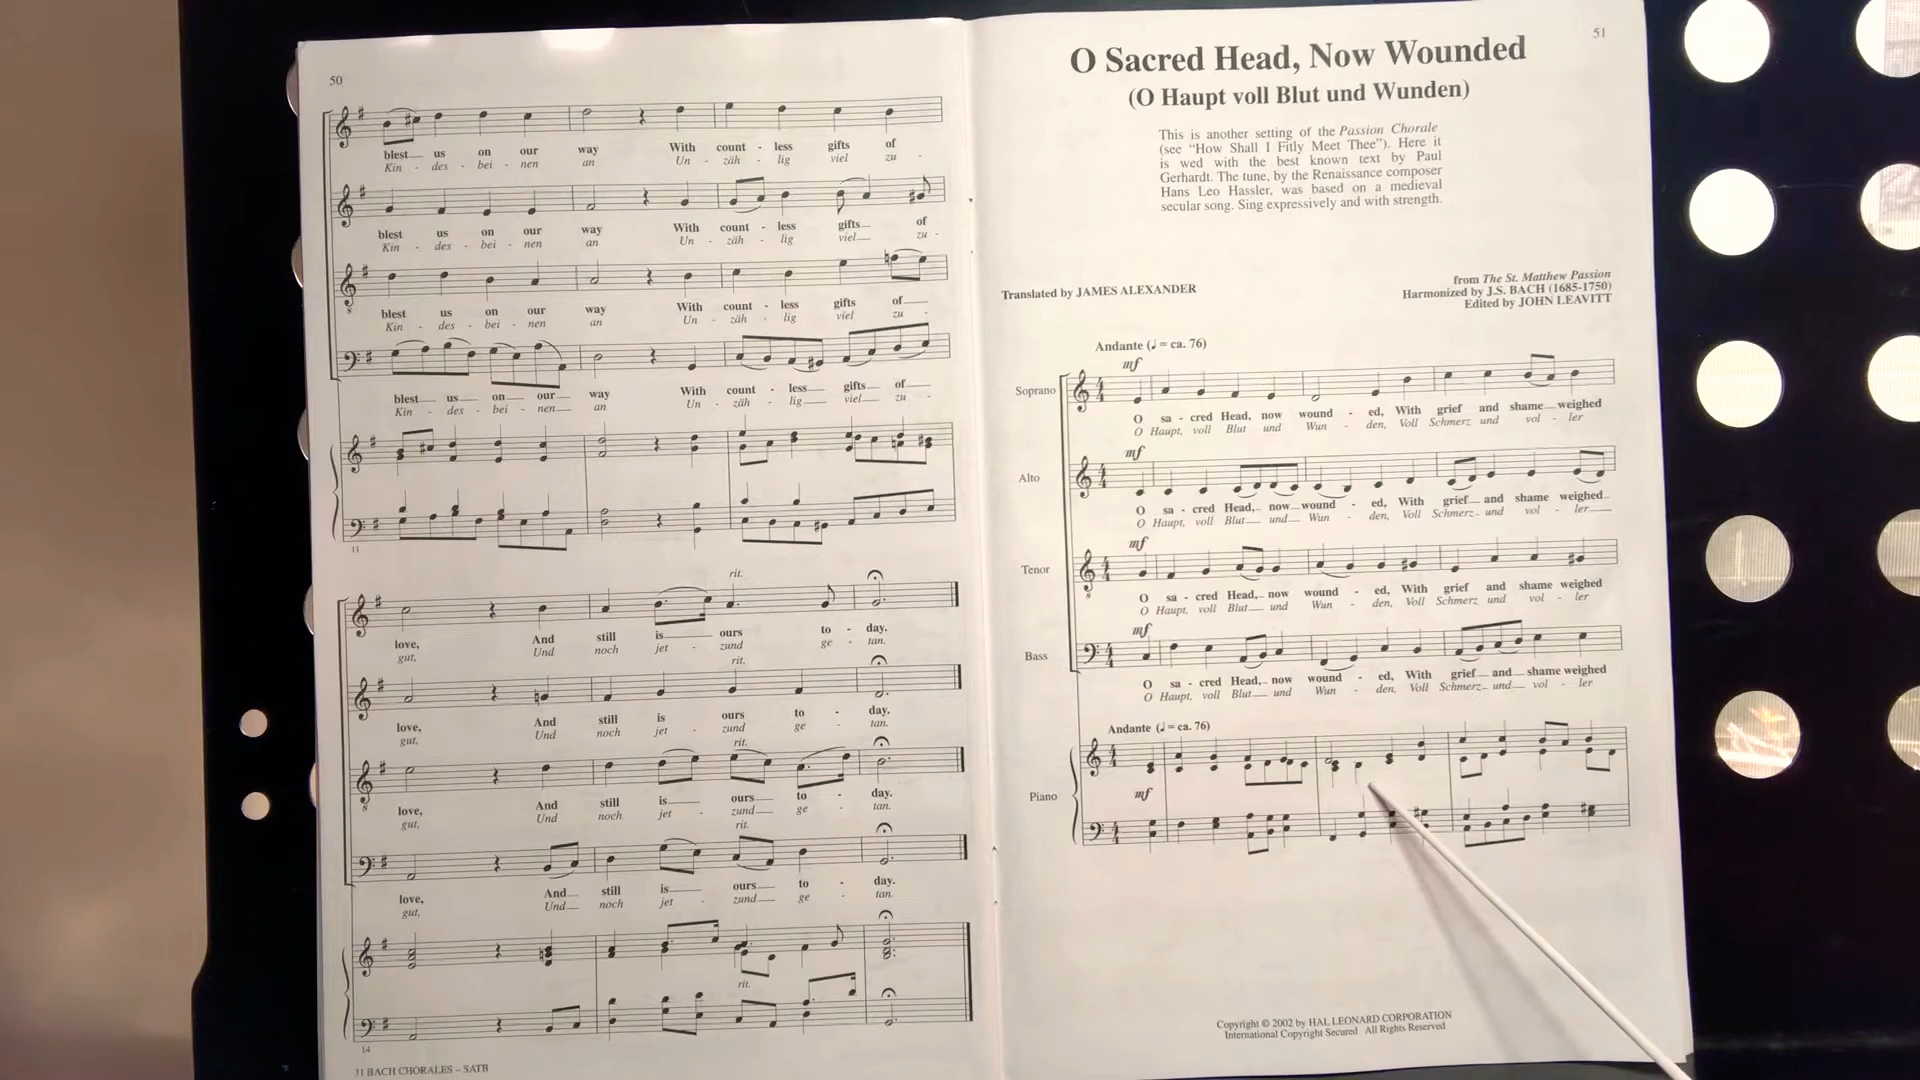 50
blest us on our way With count - less gifts of
Kin - des - bei - nen an Un - zäh - lig viel zu -
blest us on our way With count - less gifts of
Kin - des - bei - nen an Un - zäh - lig viel zu -
blest us on our way With count - less gifts of
Kin - des - bei - nen an Un - zäh - lig viel zu -
blest us on our way With count - less gifts of
Kin - des - bei - nen an Un - zäh - lig viel zu -
11
rit.
love, And still is ours to - day.
gut, Und noch jet - zund ge - tan.
rit.
love, And still is ours to - day.
gut, Und noch jet - zund ge - tan.
rit.
love, And still is ours to - day.
gut, Und noch jet - zund ge - tan.
rit.
love, And still is ours to - day.
gut, Und noch jet - zund ge - tan.
rit.
14
31 BACH CHORALES – SATB
51
O Sacred Head, Now Wounded
(O Haupt voll Blut und Wunden)
This is another setting of the Passion Chorale
(see “How Shall I Fitly Meet Thee”). Here it
is wed with the best known text by Paul
Gerhardt. The tune, by the Renaissance composer
Hans Leo Hassler, was based on a medieval
secular song. Sing expressively and with strength.
Translated by JAMES ALEXANDER
from The St. Matthew Passion
Harmonized by J.S. BACH (1685-1750)
Edited by JOHN LEAVITT
Andante (♩ = ca. 76)
mf
Soprano
O sa - cred Head, now wound - ed, With grief and shame weighed
O Haupt, voll Blut und Wun - den, Voll Schmerz und vol - ler
mf
Alto
O sa - cred Head, now wound - ed, With grief and shame weighed
O Haupt, voll Blut und Wun - den, Voll Schmerz und vol - ler
mf
Tenor
O sa - cred Head, now wound - ed, With grief and shame weighed
O Haupt, voll Blut und Wun - den, Voll Schmerz und vol - ler
mf
Bass
O sa - cred Head, now wound - ed, With grief and shame weighed
O Haupt, voll Blut und Wun - den, Voll Schmerz und vol - ler
Andante (♩ = ca. 76)
Piano
mf
Copyright © 2002 by HAL LEONARD CORPORATION
International Copyright Secured All Rights Reserved